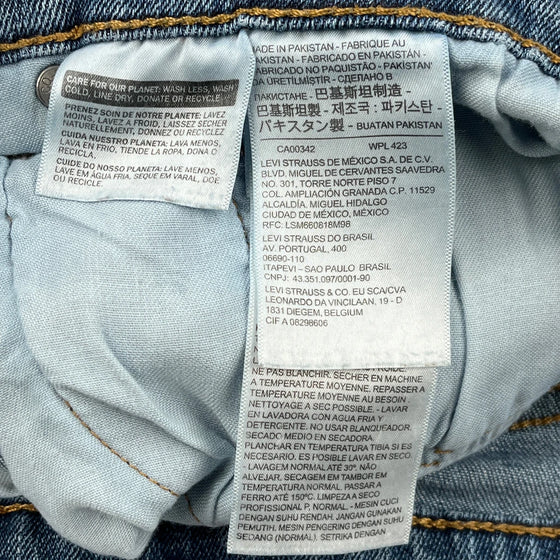 CARE FOR OUR PLANET: WASH LESS, WASH
COLD, LINE DRY, DONATE OR RECYCLE
PRENEZ SOIN DE NOTRE PLANETE: LAVEZ
MOINS, LAVEZ A FROID, LAISSEZ SÉCHER
NATURELLEMENT, DONNEZ OU RECYCLEZ
CUIDA NUESTRO PLANETA: LAVA MENOS,
LAVA EN FRIO, TIENDE LA ROPA, DONA
O RECICLA
CUIDE DO NOSSO PLANETA: LAVE MENOS,
LAVE EM ÁGUA FRIA, SEQUE EM VARAL, DOE
OU RECICLE
MADE IN PAKISTAN - FABRIQUE AU
PAKISTAN - FABRICADO EN PAKISTAN -
FABRICADO NO PAQUISTÃO - PAKISTAN
DA ÜRETİLMİŞTİR - СДЕЛАНО В
ПАКИСТАНЕ - 巴基斯坦制造 -
巴基斯坦製 - 제조국 : 파키스탄 -
パキスタン製 - BUATAN PAKISTAN
CA00342 WPL 423
LEVI STRAUSS DE MÉXICO S.A. DE C.V.
BLVD. MIGUEL DE CERVANTES SAAVEDRA
NO. 301, TORRE NORTE PISO 7
COL. AMPLIACIÓN GRANADA C.P. 11529
ALCALDÍA, MIGUEL HIDALGO
CIUDAD DE MÉXICO, MÉXICO
RFC: LSM660818M98
LEVI STRAUSS DO BRASIL
AV. PORTUGAL, 400
06690-110
ITAPEVI – SAO PAULO BRASIL
CNPJ: 43.351.097/0001-90
LEVI STRAUSS & CO. EU SCA/CVA
LEONARDO DA VINCILAAN, 19 - D
1831 DIEGEM, BELGIUM
CIF A 08298606
NE PAS BLANCHIR. SÉCHER EN MACHINE
A TEMPÉRATURE MOYENNE. REPASSER
A TEMPÉRATURE MOYENNE AU BESOIN
NETTOYAGE A SEC POSSIBLE. - LAVAR
EN LAVADORA CON AGUA FRIA Y
DETERGENTE. NO USAR BLANQUEADOR.
SECADO MEDIO EN SECADORA.
PLANCHAR EN TEMPERATURA TIBIA SI ES
NECESARIO. ES POSIBLE LAVAR EN SECO.
- LAVAGEM NORMAL ATÉ 30º. NÃO
ALVEJAR. SECAGEM EM TAMBOR EM
TEMPERATURA NORMAL. PASSAR A
FERRO ATÉ 150ºC. LIMPEZA A SECO
PROFISSIONAL P, NORMAL - MESIN CUCI
DENGAN SUHU RENDAH. JANGAN GUNAKAN
PEMUTIH. MESIN PENGERING DENGAN SUHU
SEDANG. (NORMAL). SETRIKA DENGAN